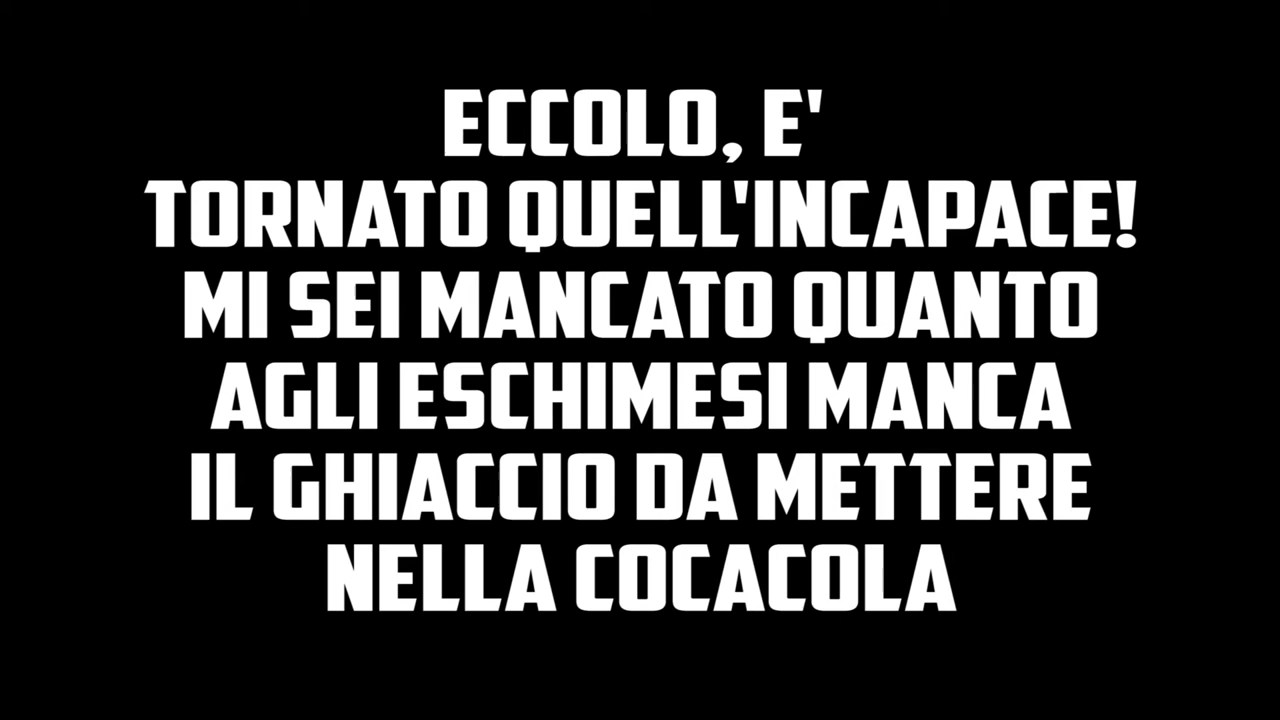 ECCOLO, E'
TORNATO QUELL'INCAPACE!
MI SEI MANCATO QUANTO
AGLI ESCHIMESI MANCA
IL GHIACCIO DA METTERE
NELLA COCACOLA